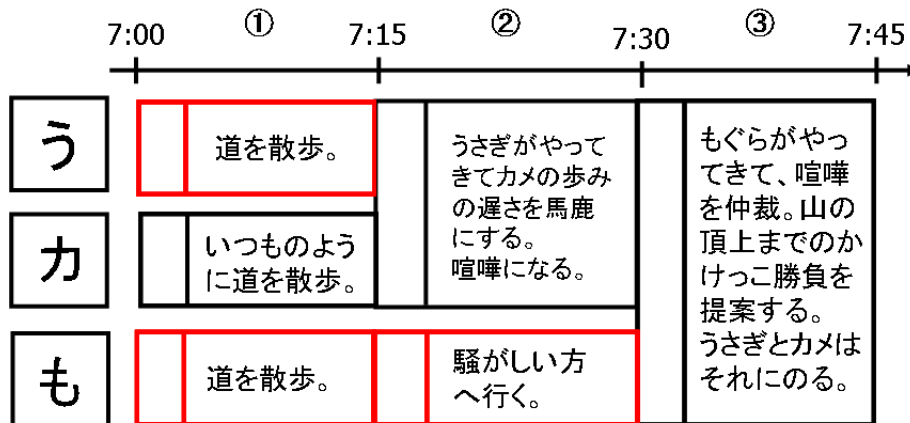 ① ② ③
7:00 7:15 7:30 7:45
う
道を散歩。
うさぎがやって
きてカメの歩み
の遅さを馬鹿
にする。
喧嘩になる。
もぐらがやっ
てきて、喧嘩
を仲裁。山の
頂上までのか
けっこ勝負を
提案する。
うさぎとカメは
それにのる。
カ
いつものよう
に道を散歩。
も
道を散歩。
騒がしい方
へ行く。